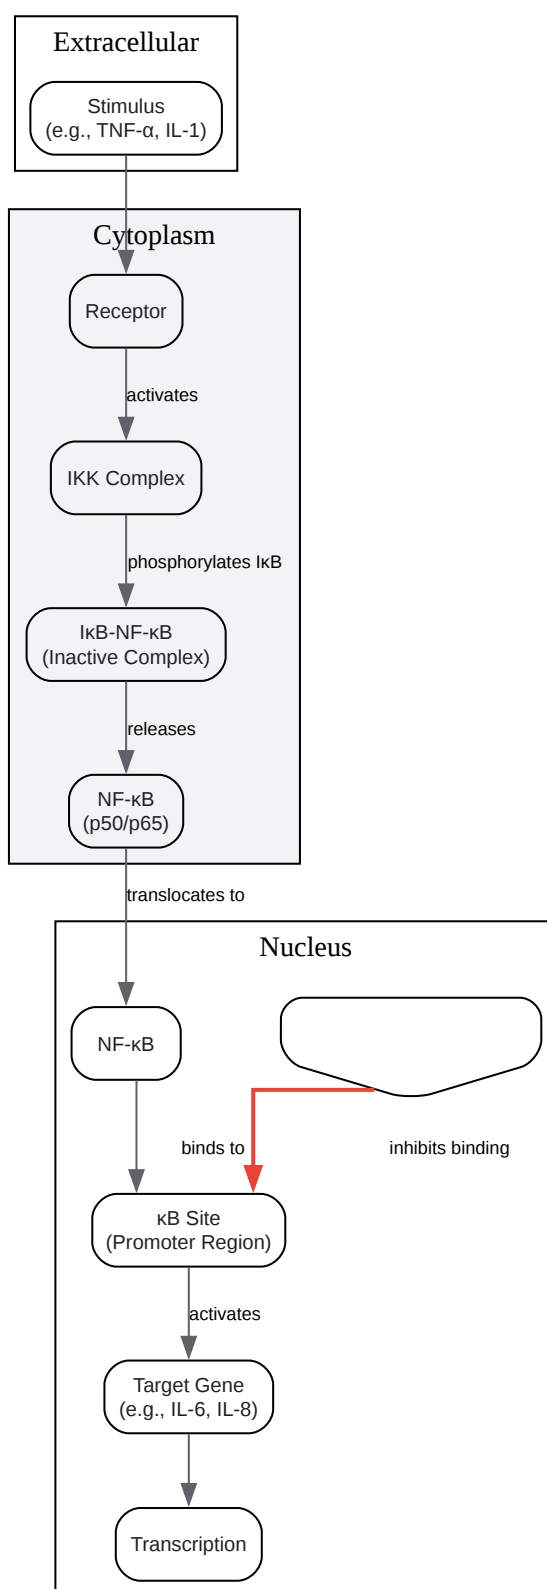 Extracellular
Stimulus
(e.g., TNF-α, IL-1)
Cytoplasm
Receptor
activates
IKK Complex
phosphorylates IκB
IκB-NF-κB
(Inactive Complex)
releases
NF-κB
(p50/p65)
translocates to
Nucleus
NF-κB
binds to
inhibits binding
κB Site
(Promoter Region)
activates
Target Gene
(e.g., IL-6, IL-8)
Transcription